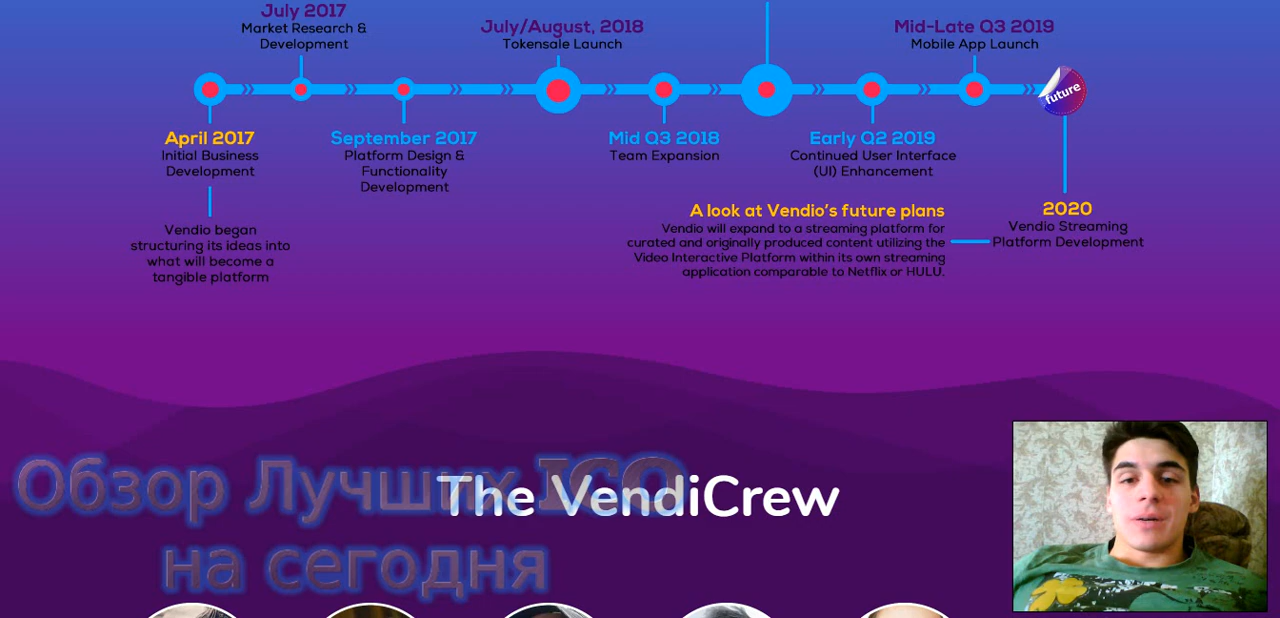 July 2017
Market Research &
Development
July/August, 2018
Tokensale Launch
Mid-Late Q3 2019
Mobile App Launch
future
April 2017
Initial Business
Development
September 2017
Platform Design &
Functionality
Development
Mid Q3 2018
Team Expansion
Early Q2 2019
Continued User Interface
(UI) Enhancement
Vendio began
structuring its ideas into
what will become a
tangible platform
A look at Vendio's future plans
Vendio will expand to a streaming platform for
curated and originally produced content utilizing the
Video Interactive Platform within its own streaming
application comparable to Netflix or HULU.
2020
Vendio Streaming
Platform Development
Обзор Лучших ICO
на сегодня
The VendiCrew